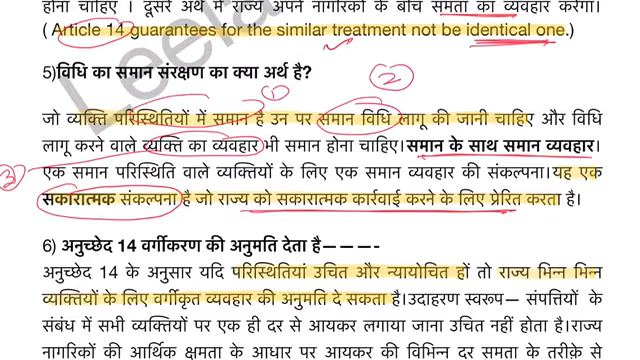 होना चाहिए । दूसरे अर्थ में राज्य अपने नागरिकों के बीच समता का व्यवहार करेगा।
( Article 14 guarantees for the similar treatment not be identical one.)
5)विधि का समान संरक्षण का क्या अर्थ है?
②
①
जो व्यक्ति परिस्थितियों में समान है उन पर समान विधि लागू की जानी चाहिए और विधि
लागू करने वाले व्यक्ति का व्यवहार भी समान होना चाहिए। समान के साथ समान व्यवहार।
③
एक समान परिस्थिति वाले व्यक्तियों के लिए एक समान व्यवहार की संकल्पना।यह एक
सकारात्मक संकल्पना है जो राज्य को सकारात्मक कार्रवाई करने के लिए प्रेरित करता है।
6) अनुच्छेद 14 वर्गीकरण की अनुमति देता है————-
अनुच्छेद 14 के अनुसार यदि परिस्थितियां उचित और न्यायोचित हों तो राज्य भिन्न भिन्न
व्यक्तियों के लिए वर्गीकृत व्यवहार की अनुमति दे सकता है।उदाहरण स्वरूप— संपत्तियों के
संबंध में सभी व्यक्तियों पर एक ही दर से आयकर लगाया जाना उचित नहीं होता है।राज्य
नागरिकों की आर्थिक क्षमता के आधार पर आयकर की विभिन्न दर समता के तरीके से
Leela